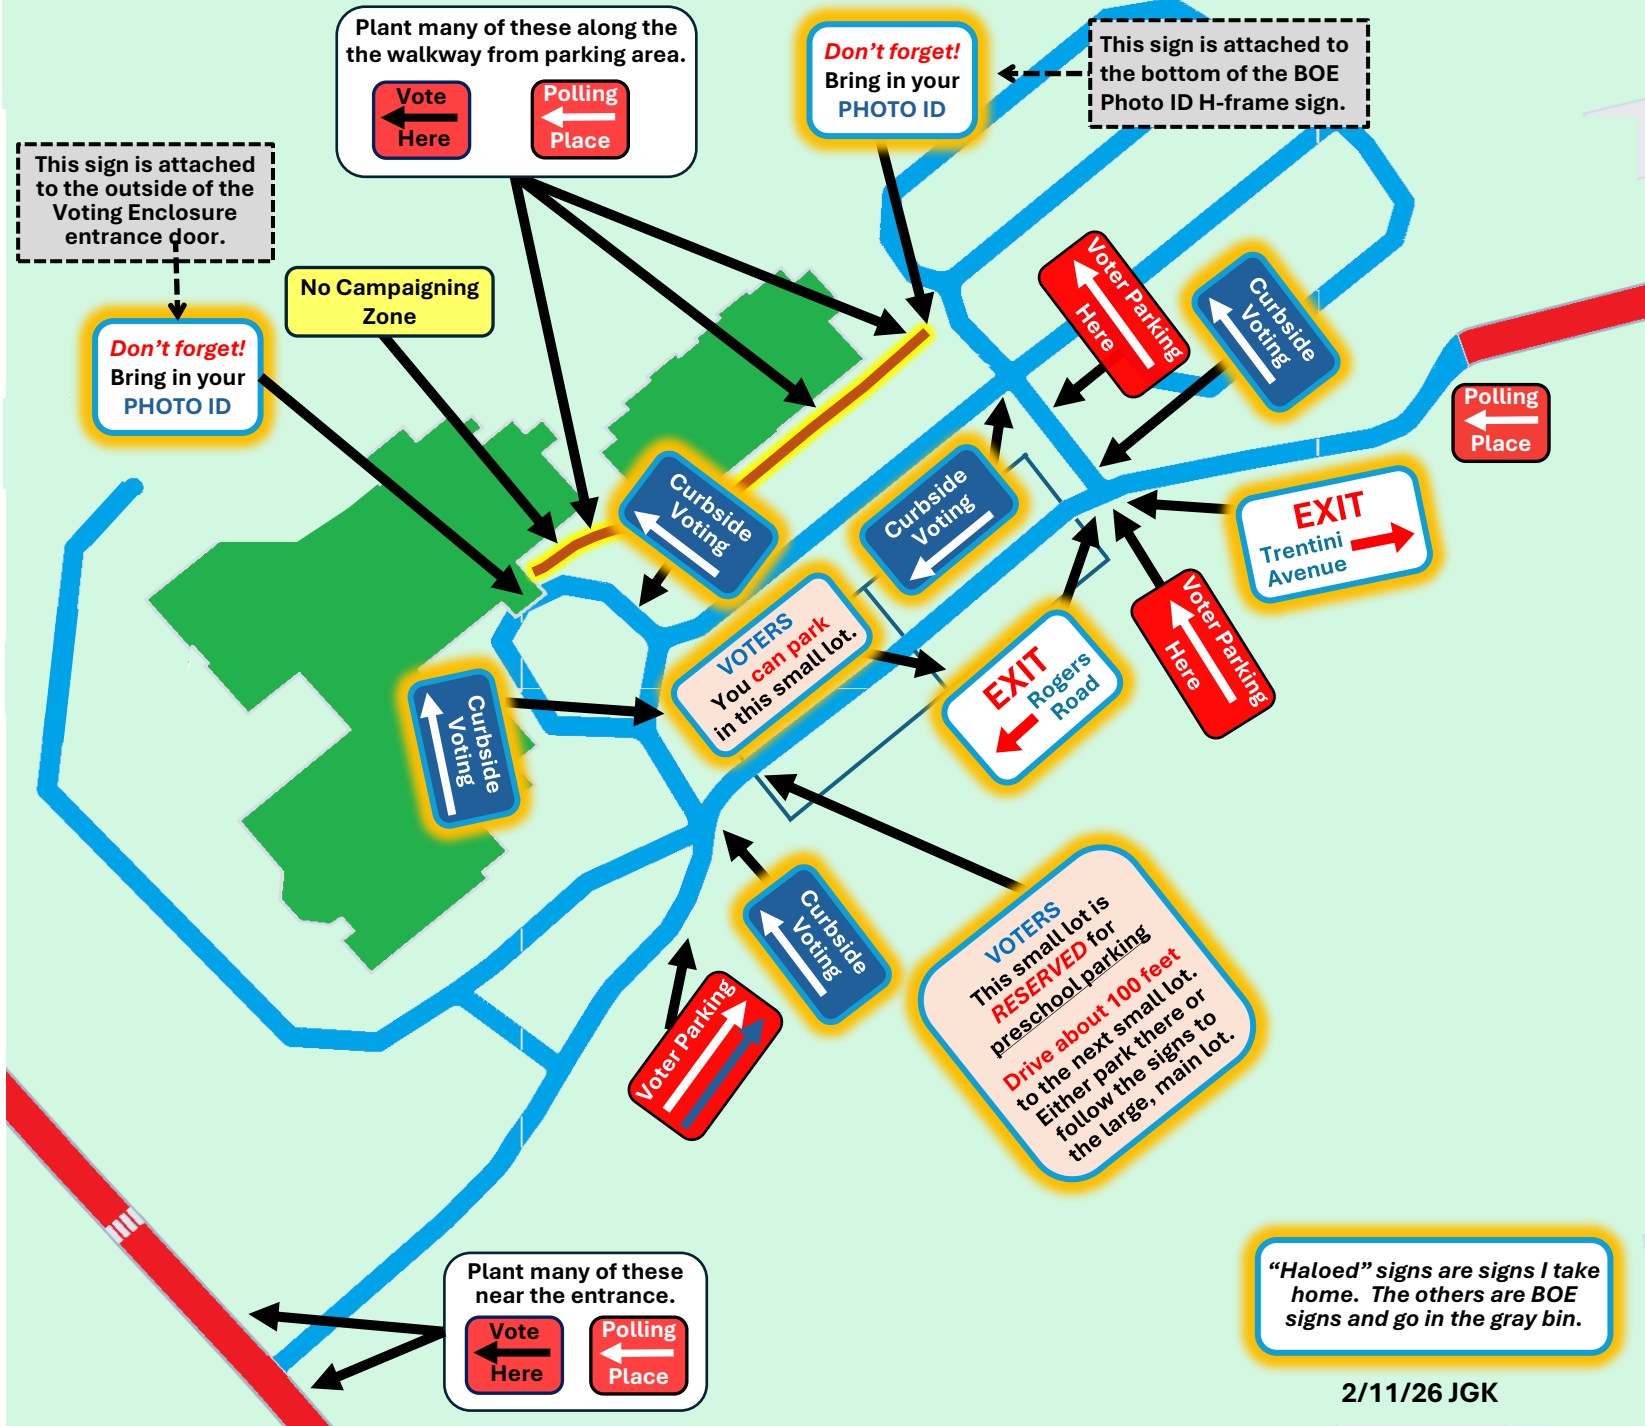 Plant many of these along the
the walkway from parking area.
Vote
Here
Polling
Place
Don't forget!
Bring in your
PHOTO ID
This sign is attached to
the bottom of the BOE
Photo ID H-frame sign.
This sign is attached
to the outside of the
Voting Enclosure
entrance door.
No Campaigning
Zone
Don't forget!
Bring in your
PHOTO ID
Voter Parking
Here
Curbside
Voting
Polling
Place
Curbside
Voting
Curbside
Voting
EXIT
Trentini
Avenue
VOTERS
You can park
in this small lot.
EXIT
Rogers
Road
Voter Parking
Here
Curbside
Voting
Curbside
Voting
Voter Parking
VOTERS
This small lot is
RESERVED for
preschool parking
Drive about 100 feet
to the next small lot.
Either park there or
follow the signs to
the large, main lot.
Plant many of these
near the entrance.
Vote
Here
Polling
Place
“Haloed” signs are signs I take
home.  The others are BOE
signs and go in the gray bin.
2/11/26 JGK